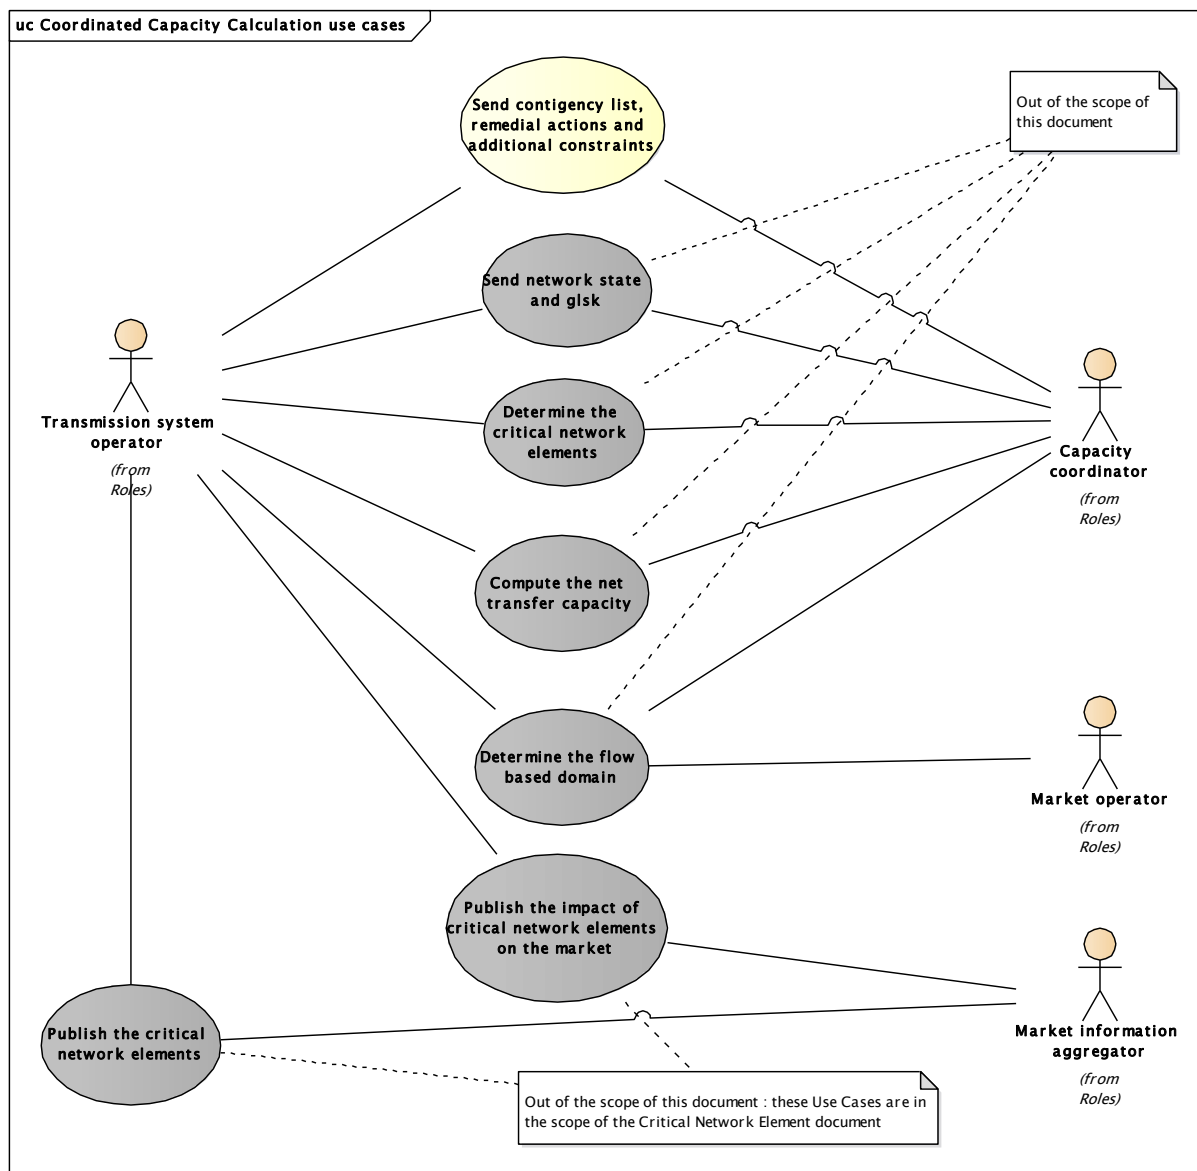 uc Coordinated Capacity Calculation use cases
Send contigency list,
remedial actions and
additional constraints
Out of the scope of
this document
Send network state
and glsk
Transmission system
operator
(from
Roles)
Determine the
critical network
elements
Capacity
coordinator
(from
Roles)
Compute the net
transfer capacity
Determine the flow
based domain
Market operator
(from
Roles)
Publish the impact of
critical network elements
on the market
Publish the critical
network elements
Market information
aggregator
(from
Roles)
Out of the scope of this document : these Use Cases are in
the scope of the Critical Network Element document